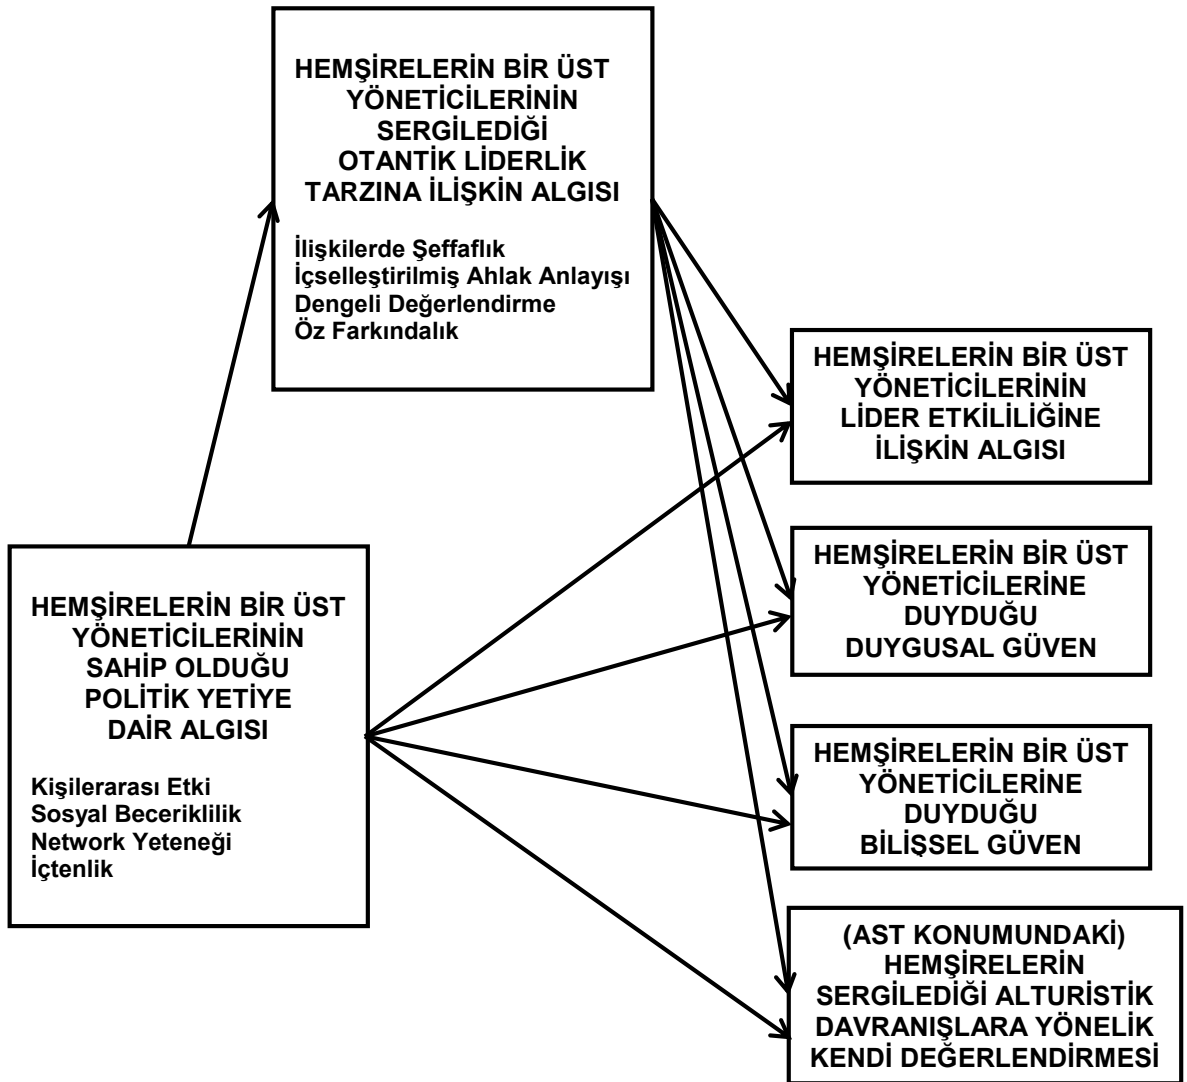 HEMŞİRELERİN BİR ÜST
YÖNETİCİLERİNİN
SERGİLEDİĞİ
OTANTİK LİDERLİK
TARZINA İLİŞKİN ALGISI
İlişkilerde Şeffaflık
İçselleştirilmiş Ahlak Anlayışı
Dengeli Değerlendirme
Öz Farkındalık
HEMŞİRELERİN BİR ÜST
YÖNETİCİLERİNİN
SAHİP OLDUĞU
POLİTİK YETİYE
DAİR ALGISI
Kişilerarası Etki
Sosyal Beceriklilik
Network Yeteneği
İçtenlik
HEMŞİRELERİN BİR ÜST
YÖNETİCİLERİNİN
LİDER ETKİLİLİĞİNE
İLİŞKİN ALGISI
HEMŞİRELERİN BİR ÜST
YÖNETİCİLERİNE
DUYDUĞU
DUYGUSAL GÜVEN
HEMŞİRELERİN BİR ÜST
YÖNETİCİLERİNE
DUYDUĞU
BİLİŞSEL GÜVEN
(AST KONUMUNDAKİ)
HEMŞİRELERİN
SERGİLEDİĞİ ALTURİSTİK
DAVRANIŞLARA YÖNELİK
KENDİ DEĞERLENDİRMESİ